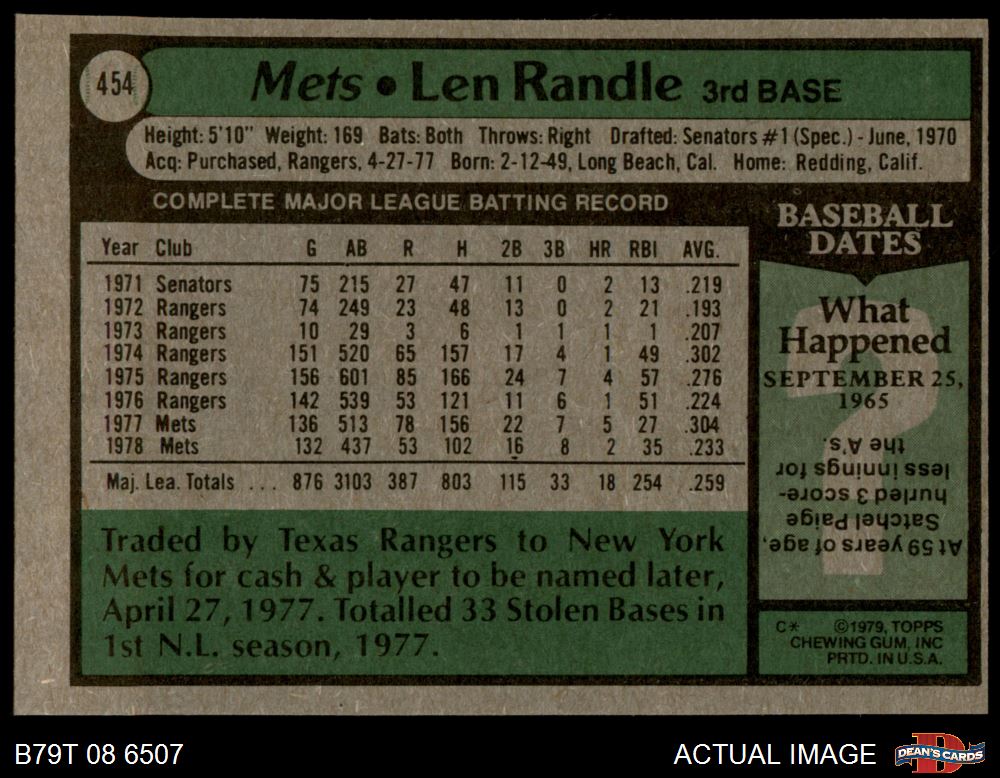 454
Mets • Len Randle 3rd BASE
Height: 5'10" Weight: 169 Bats: Both Throws: Right Drafted: Senators #1 (Spec.) - June, 1970
Acq: Purchased, Rangers, 4-27-77 Born: 2-12-49, Long Beach, Cal. Home: Redding, Calif.
COMPLETE MAJOR LEAGUE BATTING RECORD
Year Club G AB R H 2B 3B HR RBI AVG.
1971 Senators 75 215 27 47 11 0 2 13 .219
1972 Rangers 74 249 23 48 13 0 2 21 .193
1973 Rangers 10 29 3 6 1 1 1 1 .207
1974 Rangers 151 520 65 157 17 4 1 49 .302
1975 Rangers 156 601 85 166 24 7 4 57 .276
1976 Rangers 142 539 53 121 11 6 1 51 .224
1977 Mets 136 513 78 156 22 7 5 27 .304
1978 Mets 132 437 53 102 16 8 2 35 .233
Maj. Lea. Totals ... 876 3103 387 803 115 33 18 254 .259
Traded by Texas Rangers to New York
Mets for cash & player to be named later,
April 27, 1977. Totalled 33 Stolen Bases in
1st N.L. season, 1977.
BASEBALL
DATES
What
Happened
SEPTEMBER 25,
1965
At 59 years of age,
Satchel Paige
hurled 3 score-
less innings for
the A's.
C* ©1979, TOPPS
CHEWING GUM, INC
PRTD. IN U.S.A.
B79T 08 6507
ACTUAL IMAGE
DEAN'S CARDS